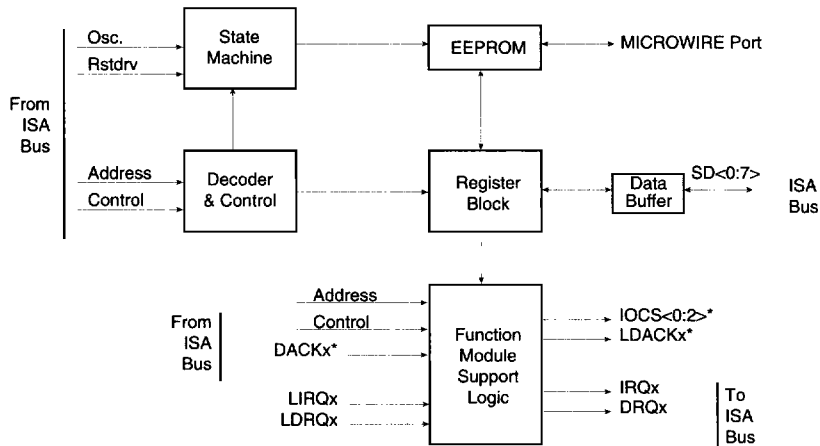 Osc.
Rstdrv
State
Machine
EEPROM
MICROWIRE Port
From
ISA
Bus
Address
Control
Decoder
& Control
Register
Block
Data
Buffer
SD<0:7>
ISA
Bus
From
ISA
Bus
Address
Control
DACKx*
LIRQx
LDRQx
Function
Module
Support
Logic
IOCS<0:2>*
LDACKx*
IRQx
DRQx
To
ISA
Bus